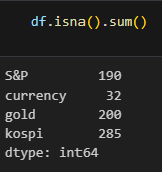 df.isna().sum()
S&P 190
currency 32
gold 200
kospi 285
dtype: int64